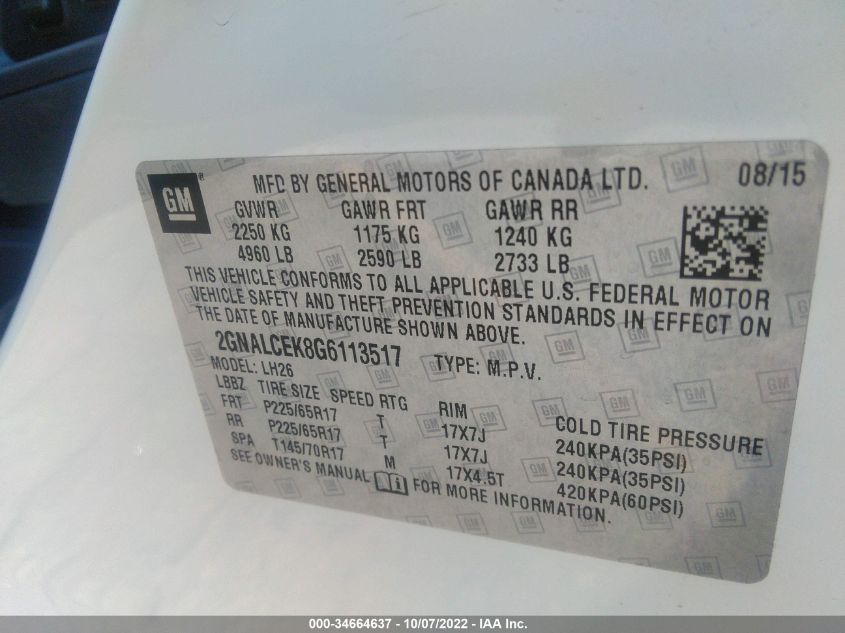 GM ® MFD BY GENERAL MOTORS OF CANADA LTD. 08/15
GVWR GAWR FRT GAWR RR
2250 KG 1175 KG 1240 KG
4960 LB 2590 LB 2733 LB
THIS VEHICLE CONFORMS TO ALL APPLICABLE U.S. FEDERAL MOTOR
VEHICLE SAFETY AND THEFT PREVENTION STANDARDS IN EFFECT ON
THE DATE OF MANUFACTURE SHOWN ABOVE.
2GNALCEK8G6113517 TYPE: M.P.V.
MODEL: LH26
LBBZ TIRE SIZE SPEED RTG RIM COLD TIRE PRESSURE
FRT P225/65R17 T 17X7J 240KPA(35PSI)
RR P225/65R17 T 17X7J 240KPA(35PSI)
SPA T145/70R17 M 17X4.5T 420KPA(60PSI)
SEE OWNER'S MANUAL FOR MORE INFORMATION.
000-34664637 - 10/07/2022 - IAA Inc.